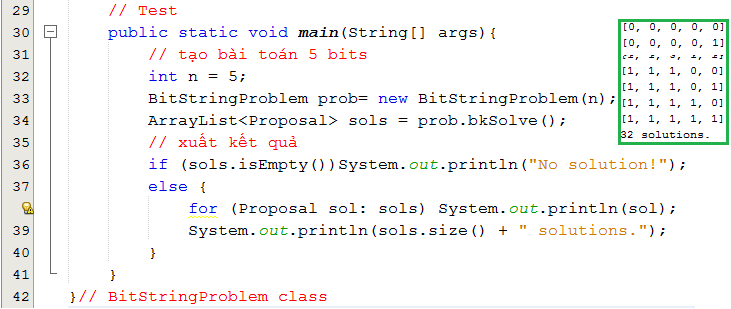 29 // Test
30 public static void main(String[] args){
31 // tạo bài toán 5 bits
32 int n = 5;
33 BitStringProblem prob= new BitStringProblem(n);
34 ArrayList<Proposal> sols = prob.bkSolve();
35 // xuất kết quả
36 if (sols.isEmpty())System.out.println("No solution!");
37 else {
for (Proposal sol: sols) System.out.println(sol);
39 System.out.println(sols.size() + " solutions.");
40 }
41 }
42 }// BitStringProblem class
[0, 0, 0, 0, 0]
[0, 0, 0, 0, 1]
[1, 1, 1, 0, 0]
[1, 1, 1, 0, 1]
[1, 1, 1, 1, 0]
[1, 1, 1, 1, 1]
32 solutions.